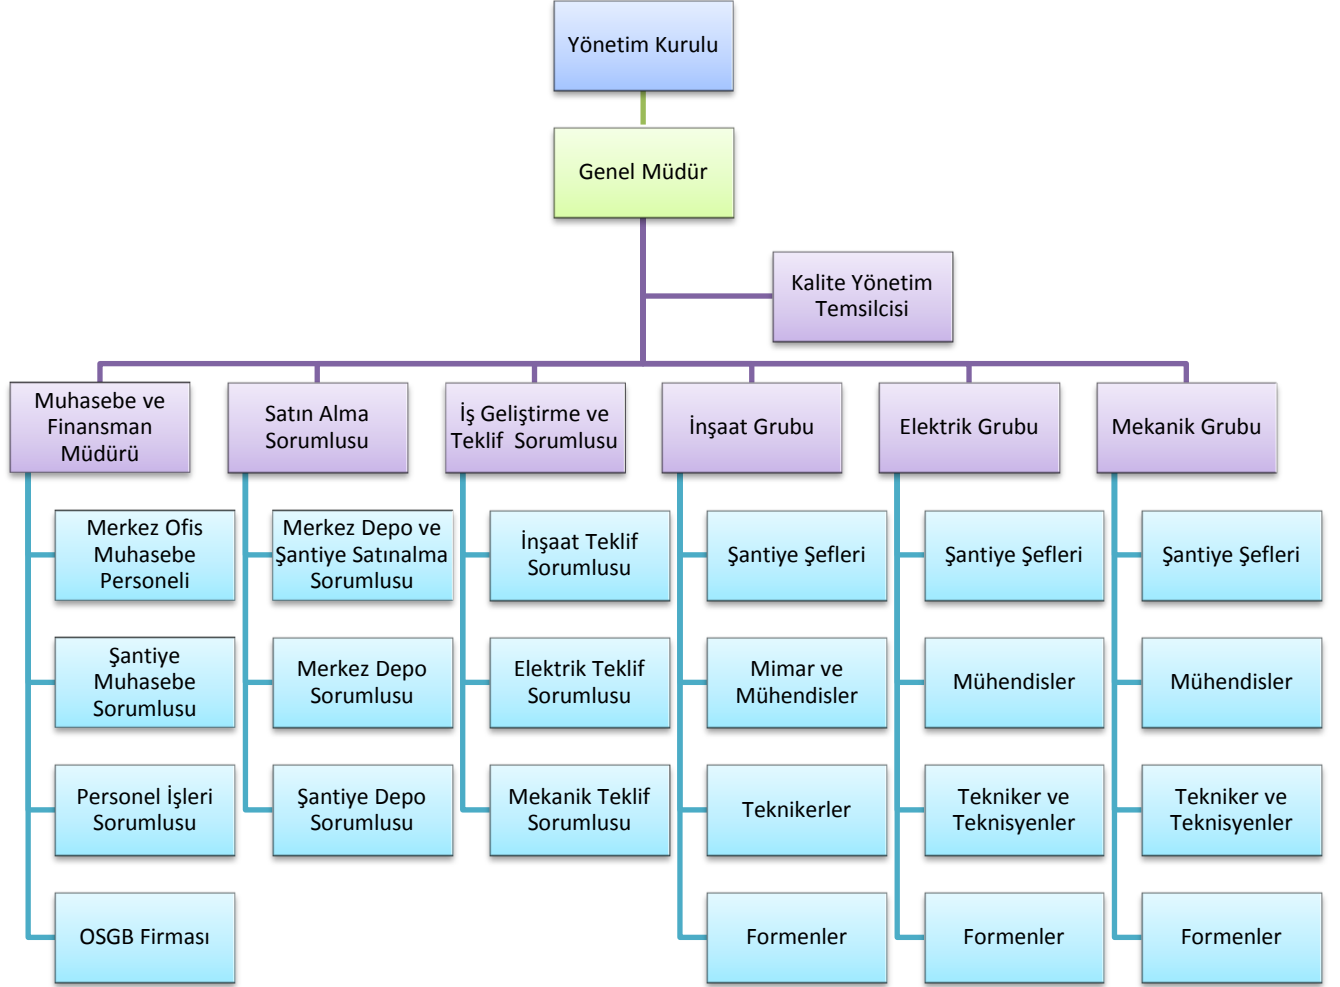 Yönetim Kurulu
Genel Müdür
Kalite Yönetim
Temsilcisi
Muhasebe ve
Finansman
Müdürü
Satın Alma
Sorumlusu
İş Geliştirme ve
Teklif  Sorumlusu
İnşaat Grubu
Elektrik Grubu
Mekanik Grubu
Merkez Ofis
Muhasebe
Personeli
Merkez Depo ve
Şantiye Satınalma
Sorumlusu
İnşaat Teklif
Sorumlusu
Şantiye Şefleri
Şantiye Şefleri
Şantiye Şefleri
Şantiye
Muhasebe
Sorumlusu
Merkez Depo
Sorumlusu
Elektrik Teklif
Sorumlusu
Mimar ve
Mühendisler
Mühendisler
Mühendisler
Personel İşleri
Sorumlusu
Şantiye Depo
Sorumlusu
Mekanik Teklif
Sorumlusu
Teknikerler
Tekniker ve
Teknisyenler
Tekniker ve
Teknisyenler
OSGB Firması
Formenler
Formenler
Formenler